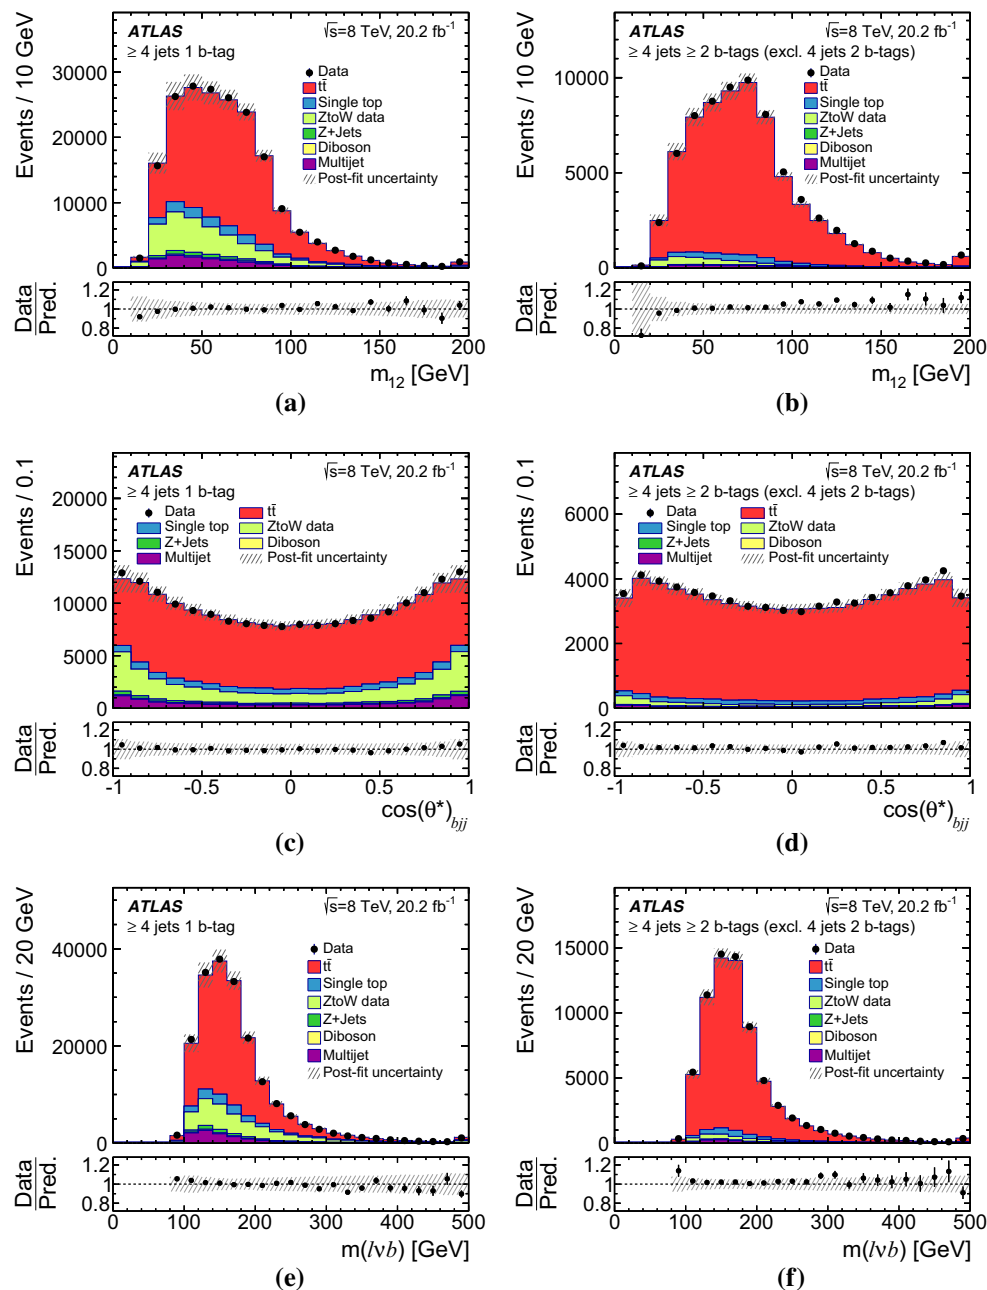 ATLAS
√s=8 TeV, 20.2 fb-1
≥ 4 jets 1 b-tag
Data
tt̄
Single top
ZtoW data
Z+Jets
Diboson
Multijet
Post-fit uncertainty
Events / 10 GeV
30000
20000
10000
0
Data
Pred.
1.2
1
0.8
0 50 100 150 200
m12 [GeV]
(a)
ATLAS
√s=8 TeV, 20.2 fb-1
≥ 4 jets ≥ 2 b-tags (excl. 4 jets 2 b-tags)
Data
tt̄
Single top
ZtoW data
Z+Jets
Diboson
Multijet
Post-fit uncertainty
Events / 10 GeV
10000
5000
0
Data
Pred.
1.2
1
0.8
0 50 100 150 200
m12 [GeV]
(b)
ATLAS
√s=8 TeV, 20.2 fb-1
≥ 4 jets 1 b-tag
Data tt̄
Single top ZtoW data
Z+Jets Diboson
Multijet Post-fit uncertainty
Events / 0.1
20000
15000
10000
5000
0
Data
Pred.
1.2
1
0.8
-1 -0.5 0 0.5 1
cos(θ*)bjj
(c)
ATLAS
√s=8 TeV, 20.2 fb-1
≥ 4 jets ≥ 2 b-tags (excl. 4 jets 2 b-tags)
Data tt̄
Single top ZtoW data
Z+Jets Diboson
Multijet Post-fit uncertainty
Events / 0.1
6000
4000
2000
0
Data
Pred.
1.2
1
0.8
-1 -0.5 0 0.5 1
cos(θ*)bjj
(d)
ATLAS
√s=8 TeV, 20.2 fb-1
≥ 4 jets 1 b-tag
Data
tt̄
Single top
ZtoW data
Z+Jets
Diboson
Multijet
Post-fit uncertainty
Events / 20 GeV
40000
20000
0
Data
Pred.
1.2
1
0.8
0 100 200 300 400 500
m(lνb) [GeV]
(e)
ATLAS
√s=8 TeV, 20.2 fb-1
≥ 4 jets ≥ 2 b-tags (excl. 4 jets 2 b-tags)
Data
tt̄
Single top
ZtoW data
Z+Jets
Diboson
Multijet
Post-fit uncertainty
Events / 20 GeV
15000
10000
5000
0
Data
Pred.
1.2
1
0.8
0 100 200 300 400 500
m(lνb) [GeV]
(f)